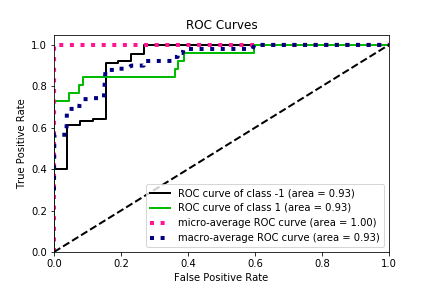 ROC Curves
True Positive Rate
1.0
0.8
0.6
0.4
0.2
0.0
ROC curve of class -1 (area = 0.93)
ROC curve of class 1 (area = 0.93)
micro-average ROC curve (area = 1.00)
macro-average ROC curve (area = 0.93)
0.0 0.2 0.4 0.6 0.8 1.0
False Positive Rate